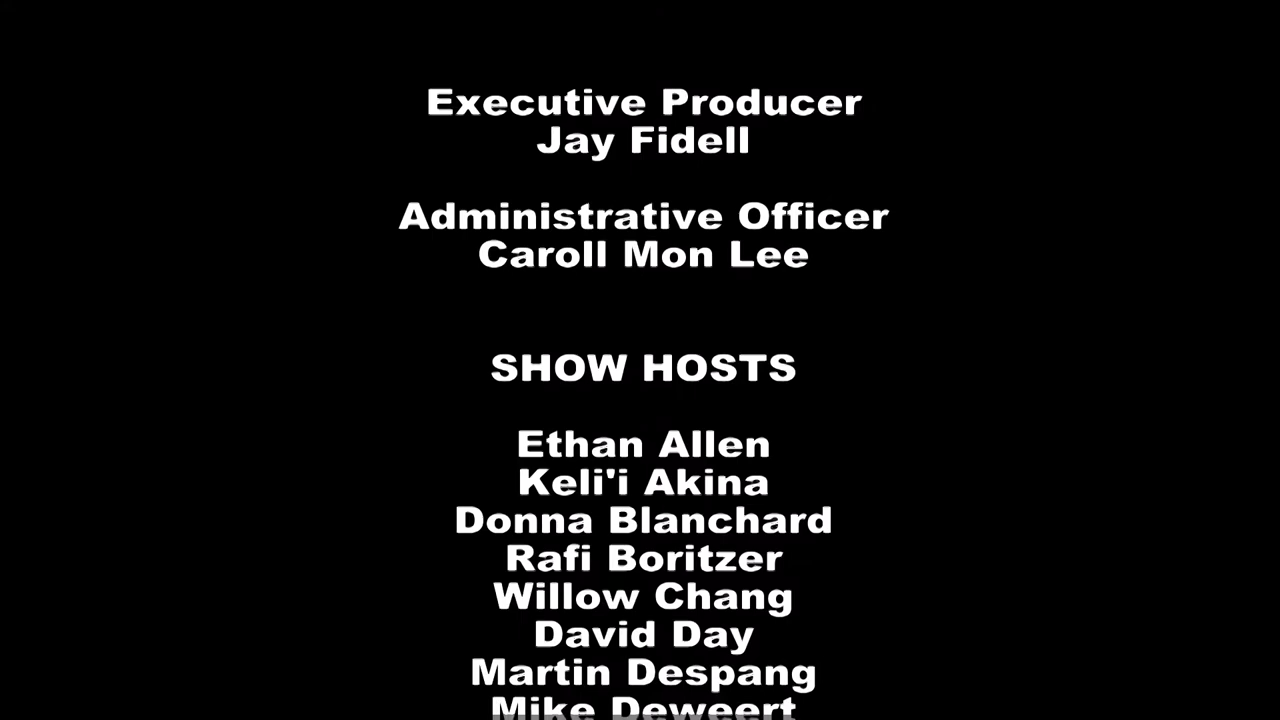 Executive Producer
Jay Fidell
Administrative Officer
Caroll Mon Lee
SHOW HOSTS
Ethan Allen
Keli'i Akina
Donna Blanchard
Rafi Boritzer
Willow Chang
David Day
Martin Despang
Mike Deweert